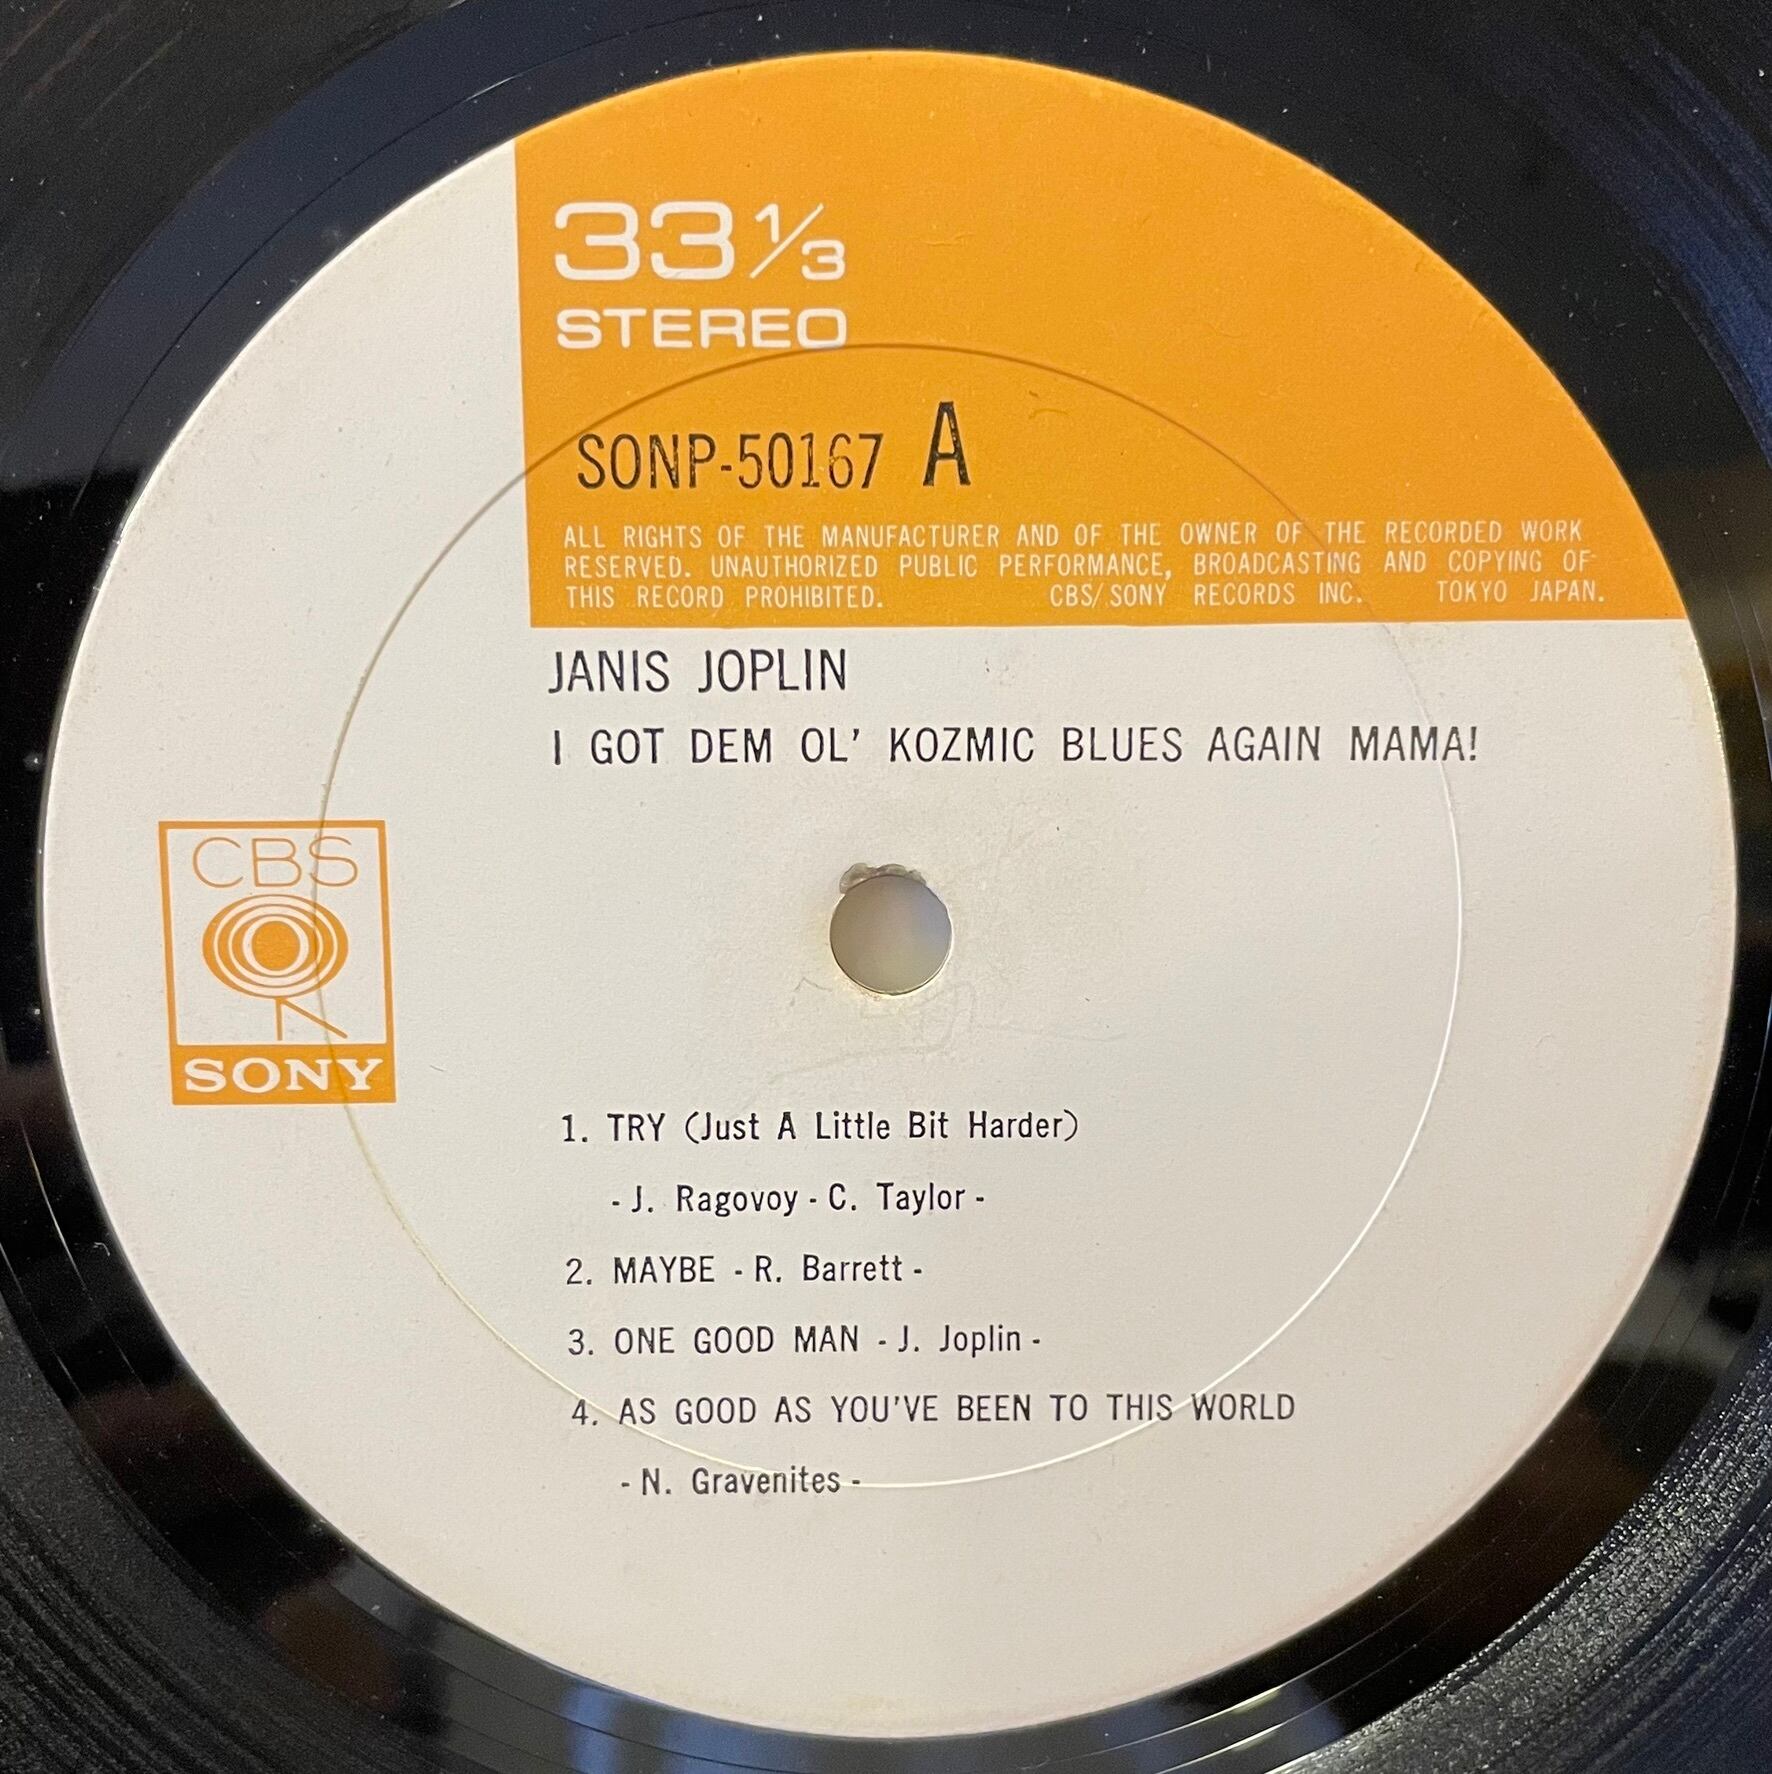 33 1/3
STEREO
SONP-50167 A
ALL RIGHTS OF THE MANUFACTURER AND OF THE OWNER OF THE RECORDED WORK
RESERVED. UNAUTHORIZED PUBLIC PERFORMANCE, BROADCASTING AND COPYING OF
THIS RECORD PROHIBITED. CBS/SONY RECORDS INC. TOKYO JAPAN.
JANIS JOPLIN
I GOT DEM OL' KOZMIC BLUES AGAIN MAMA!
CBS
SONY
1. TRY (Just A Little Bit Harder)
- J. Ragovoy - C. Taylor -
2. MAYBE - R. Barrett -
3. ONE GOOD MAN - J. Joplin -
4. AS GOOD AS YOU'VE BEEN TO THIS WORLD
- N. Gravenites -